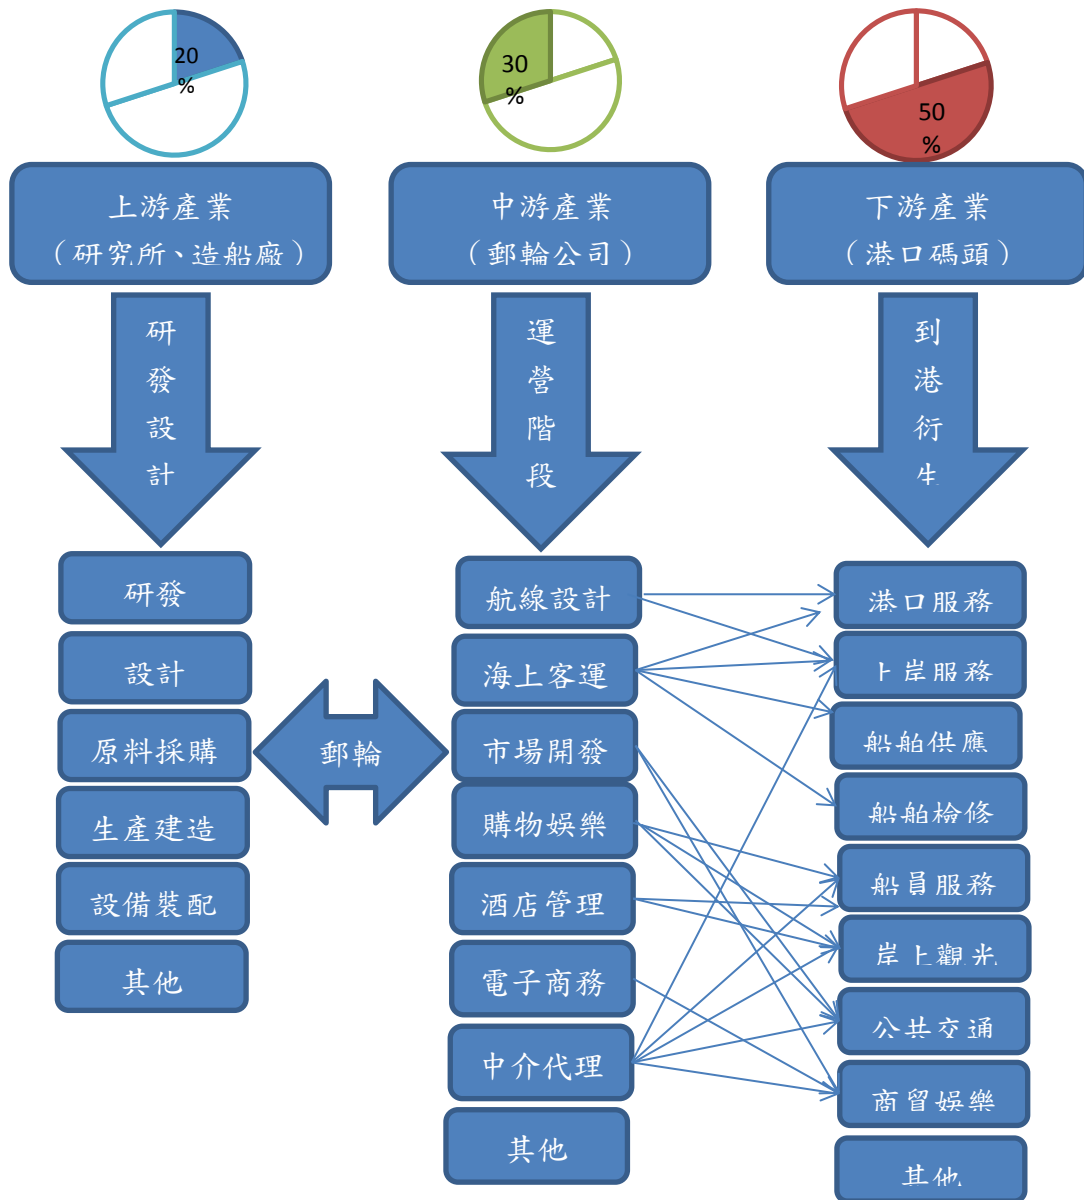 20
%
30
%
50
%
上游產業
（研究所、造船廠）
中游產業
（郵輪公司）
下游產業
（港口碼頭）
研
發
設
計
運
營
階
段
到
港
衍
生
研發
設計
原料採購
生產建造
設備裝配
其他
郵輪
航線設計
海上客運
市場開發
購物娛樂
酒店管理
電子商務
中介代理
其他
港口服務
上岸服務
船舶供應
船舶檢修
船員服務
岸上觀光
公共交通
商貿娛樂
其他